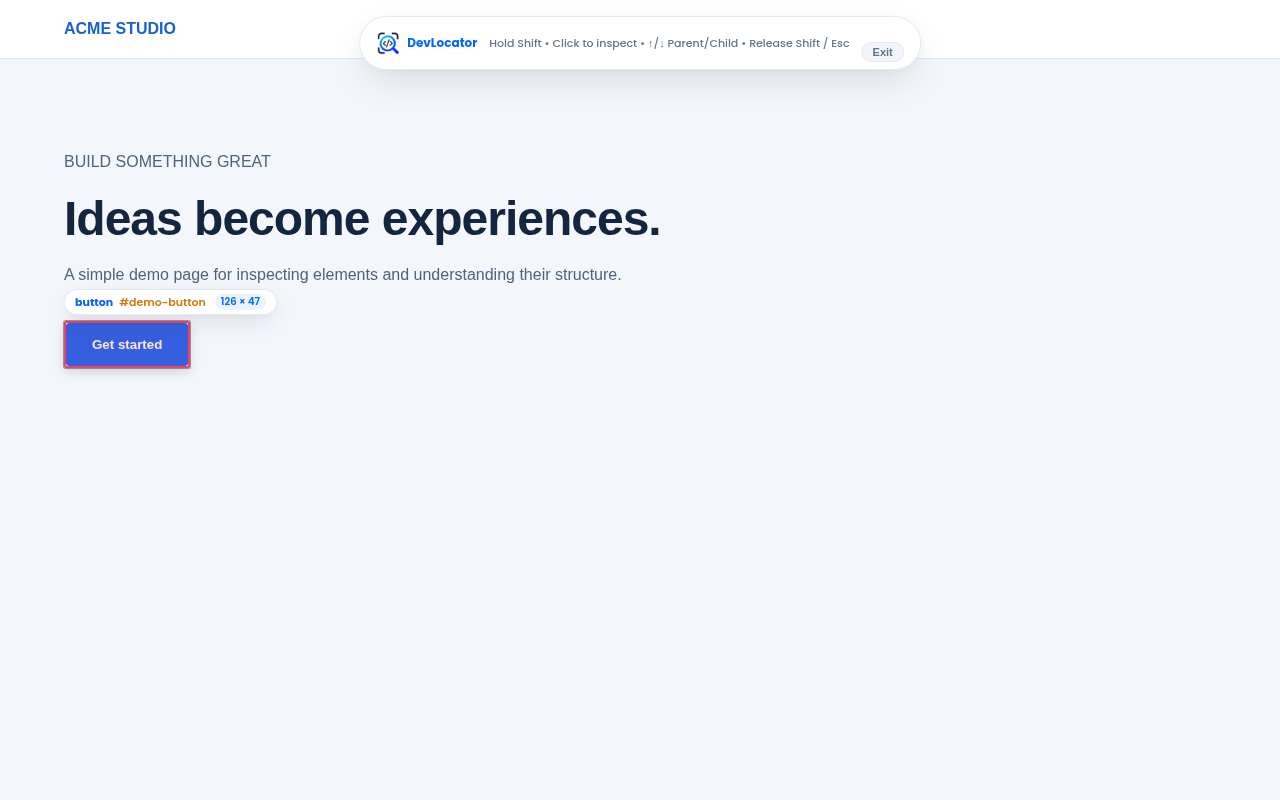 ACME STUDIO
DevLocator Hold Shift • Click to inspect • ↑/↓ Parent/Child • Release Shift / Esc Exit
BUILD SOMETHING GREAT
Ideas become experiences.
A simple demo page for inspecting elements and understanding their structure.
button #demo-button 126 × 47
Get started